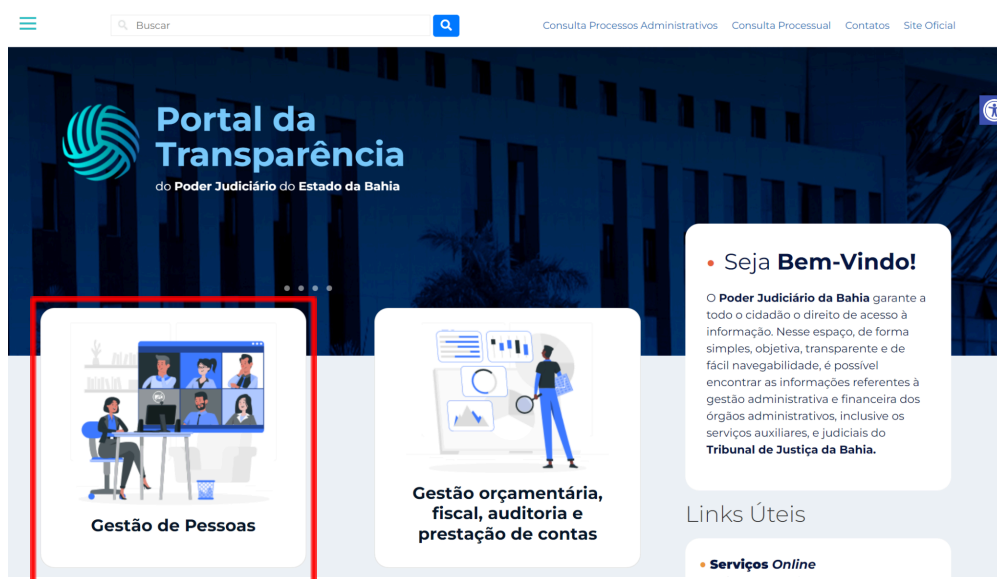 Buscar
Consulta Processos Administrativos
Consulta Processual
Contatos
Site Oficial
Portal da
Transparência
do Poder Judiciário do Estado da Bahia
• Seja Bem-Vindo!
O Poder Judiciário da Bahia garante a
todo o cidadão o direito de acesso à
informação. Nesse espaço, de forma
simples, objetiva, transparente e de
fácil navegabilidade, é possível
encontrar as informações referentes à
gestão administrativa e financeira dos
órgãos administrativos, inclusive os
serviços auxiliares, e judiciais do
Tribunal de Justiça da Bahia.
Gestão de Pessoas
Gestão orçamentária,
fiscal, auditoria e
prestação de contas
Links Úteis
• Serviços Online